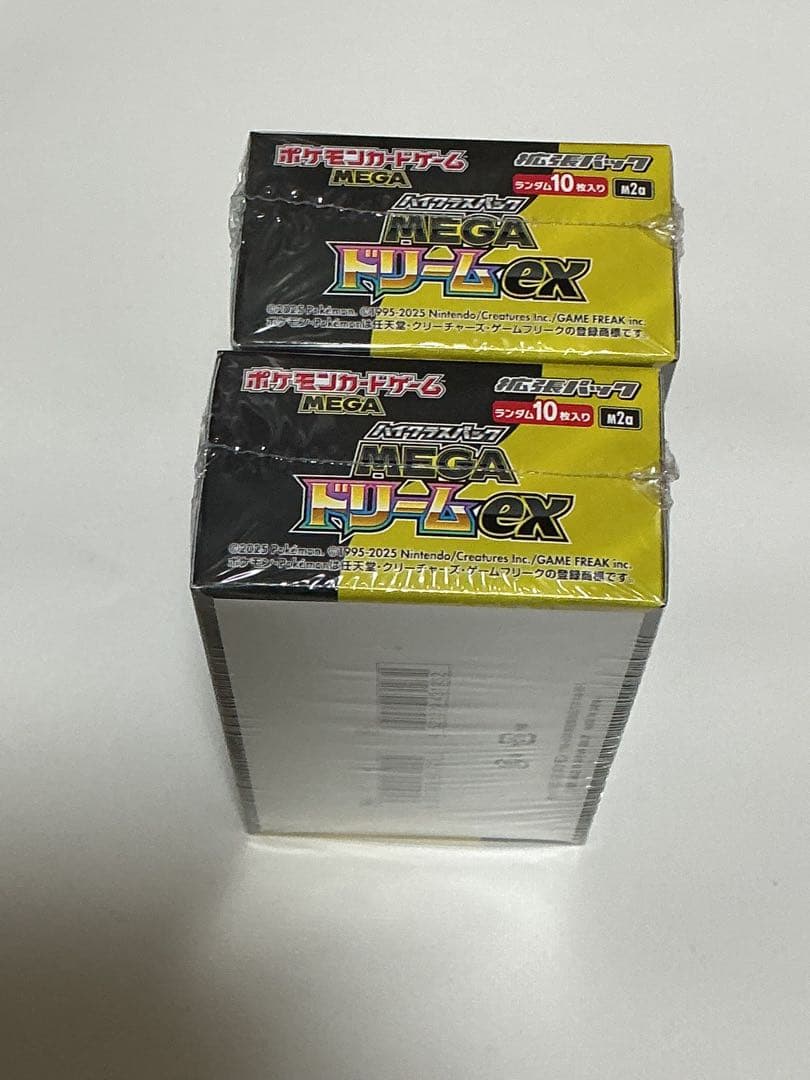 ポケモンカードゲーム
MEGA
拡張パック
ランダム10枚入り M2a
ハイクラスパック
MEGA
ドリームex
©2025 Pokémon. ©1995-2025 Nintendo/Creatures Inc./GAME FREAK inc.
ポケモン・Pokémonは任天堂・クリーチャーズ・ゲームフリークの登録商標です。
ポケモンカードゲーム
MEGA
拡張パック
ランダム10枚入り M2a
ハイクラスパック
MEGA
ドリームex
©2025 Pokémon. ©1995-2025 Nintendo/Creatures Inc./GAME FREAK inc.
ポケモン・Pokémonは任天堂・クリーチャーズ・ゲームフリークの登録商標です。